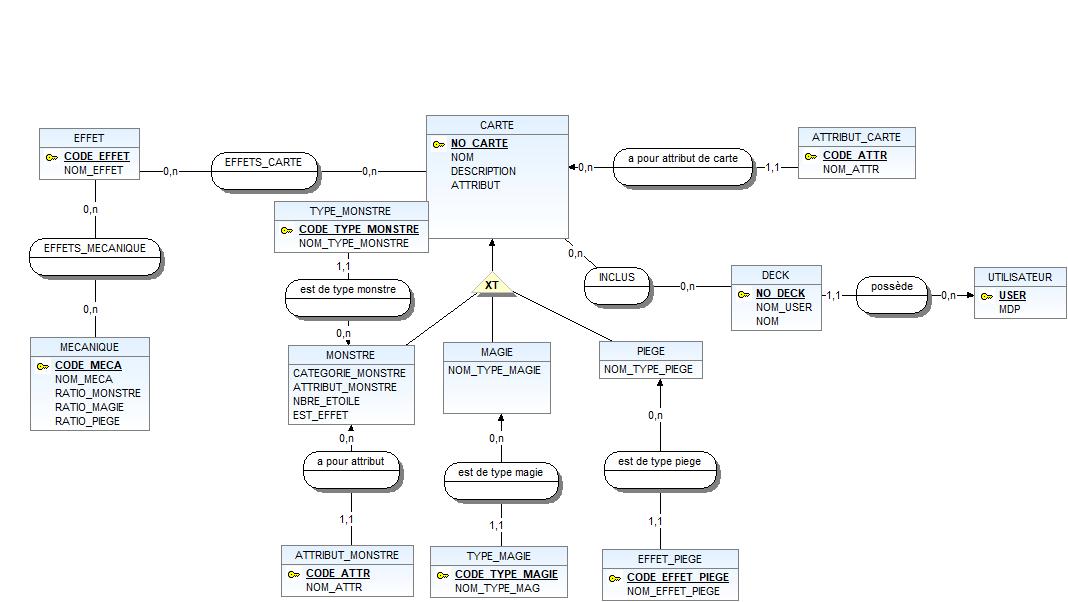 CARTE
NO_CARTE
NOM
DESCRIPTION
ATTRIBUT
EFFET
CODE_EFFET
NOM_EFFET
0,n
EFFETS_CARTE
0,n
0,n
a pour attribut de carte
1,1
ATTRIBUT_CARTE
CODE_ATTR
NOM_ATTR
0,n
EFFETS_MECANIQUE
0,n
MECANIQUE
CODE_MECA
NOM_MECA
RATIO_MONSTRE
RATIO_MAGIE
RATIO_PIEGE
TYPE_MONSTRE
CODE_TYPE_MONSTRE
NOM_TYPE_MONSTRE
1,1
est de type monstre
0,n
XT
0,n
INCLUS
0,n
DECK
NO_DECK
NOM_USER
NOM
1,1
possède
0,n
UTILISATEUR
USER
MDP
MONSTRE
CATEGORIE_MONSTRE
ATTRIBUT_MONSTRE
NBRE_ETOILE
EST_EFFET
MAGIE
NOM_TYPE_MAGIE
PIEGE
NOM_TYPE_PIEGE
0,n
a pour attribut
1,1
ATTRIBUT_MONSTRE
CODE_ATTR
NOM_ATTR
0,n
est de type magie
1,1
TYPE_MAGIE
CODE_TYPE_MAGIE
NOM_TYPE_MAG
0,n
est de type piege
1,1
EFFET_PIEGE
CODE_EFFET_PIEGE
NOM_EFFET_PIEGE